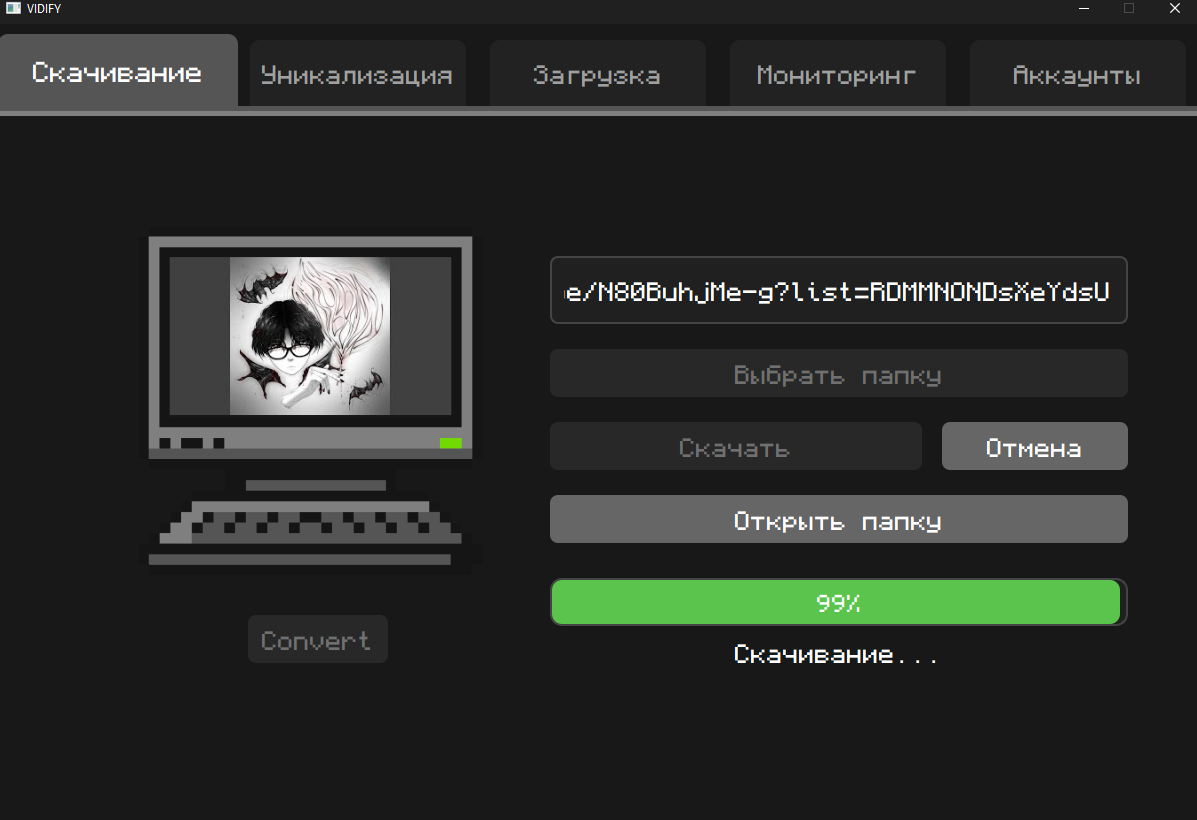 VIDIFY
Скачивание Уникализация Загрузка Мониторинг Аккаунты
e/N80BuhjMe-g?list=RDMMNONDsXeYdsU
Выбрать папку
Скачать Отмена
Открыть папку
99%
Скачивание...
Convert